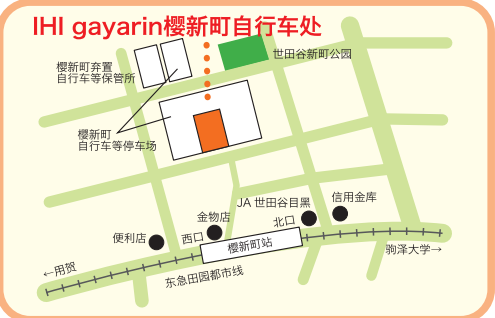 IHI gayarin樱新町自行车处
樱新町弃置
自行车等保管所
世田谷新町公园
樱新町
自行车等停车场
JA 世田谷目黑
信用金库
金物店
北口
便利店
西口
樱新町站
驹泽大学→
←用贺
东急田园都市线